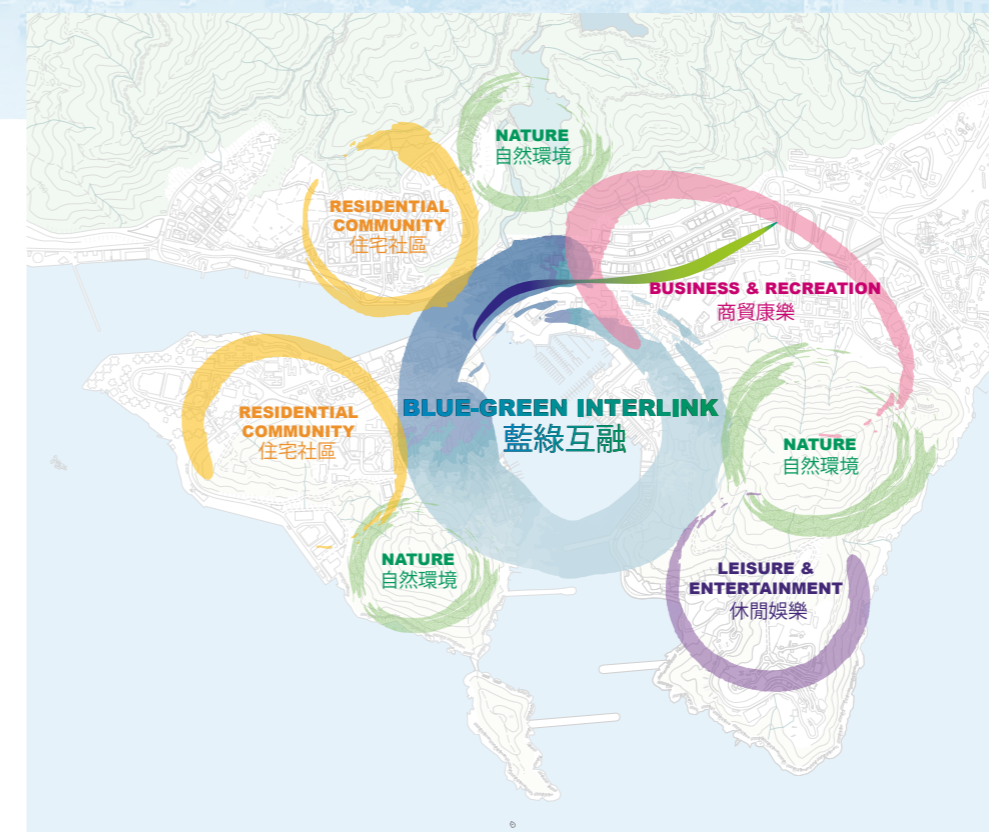 NATURE
自然環境
RESIDENTIAL
COMMUNITY
住宅社區
BUSINESS & RECREATION
商貿康樂
RESIDENTIAL
COMMUNITY
住宅社區
BLUE-GREEN INTERLINK
藍綠互融
NATURE
自然環境
NATURE
自然環境
LEISURE &
ENTERTAINMENT
休閒娛樂